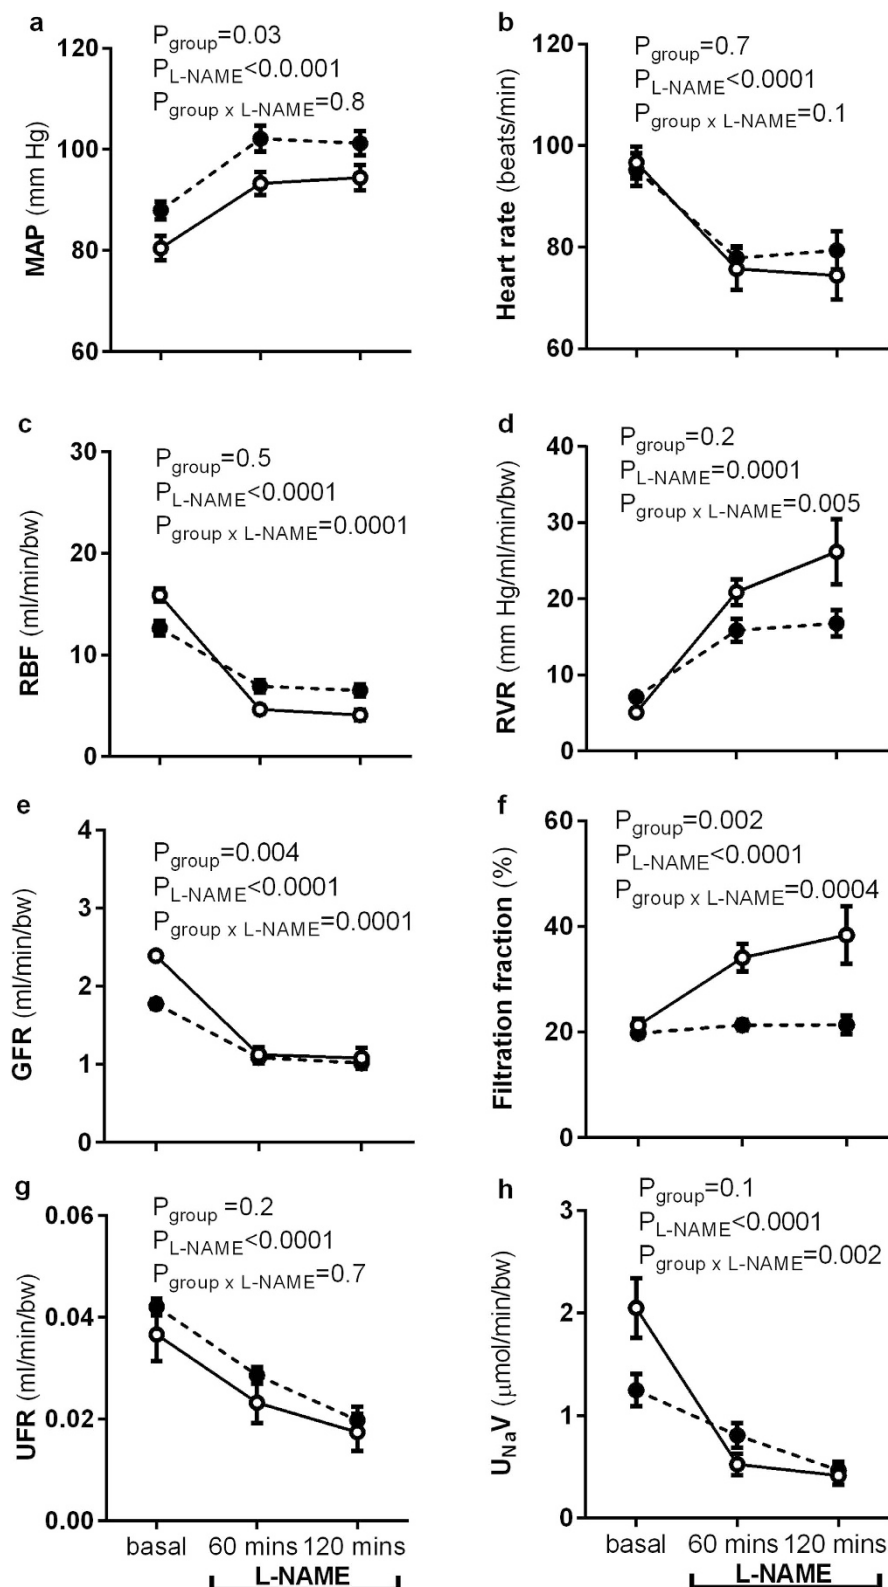 a
P group=0.03
P L-NAME<0.0.001
P group x L-NAME=0.8
MAP (mm Hg)
120
100
80
60
b
P group=0.7
P L-NAME<0.0001
P group x L-NAME=0.1
Heart rate (beats/min)
120
100
80
60
c
P group=0.5
P L-NAME<0.0001
P group x L-NAME=0.0001
RBF (ml/min/bw)
30
20
10
0
d
P group=0.2
P L-NAME=0.0001
P group x L-NAME=0.005
RVR (mm Hg/ml/min/bw)
40
30
20
10
0
e
P group=0.004
P L-NAME<0.0001
P group x L-NAME=0.0001
GFR (ml/min/bw)
4
3
2
1
0
f
P group=0.002
P L-NAME<0.0001
P group x L-NAME=0.0004
Filtration fraction (%)
60
40
20
0
g
P group =0.2
P L-NAME<0.0001
P group x L-NAME=0.7
UFR (ml/min/bw)
0.06
0.04
0.02
0.00
basal 60 mins 120 mins
L-NAME
h
P group=0.1
P L-NAME<0.0001
P group x L-NAME=0.002
UNaV (μmol/min/bw)
3
2
1
0
basal 60 mins 120 mins
L-NAME